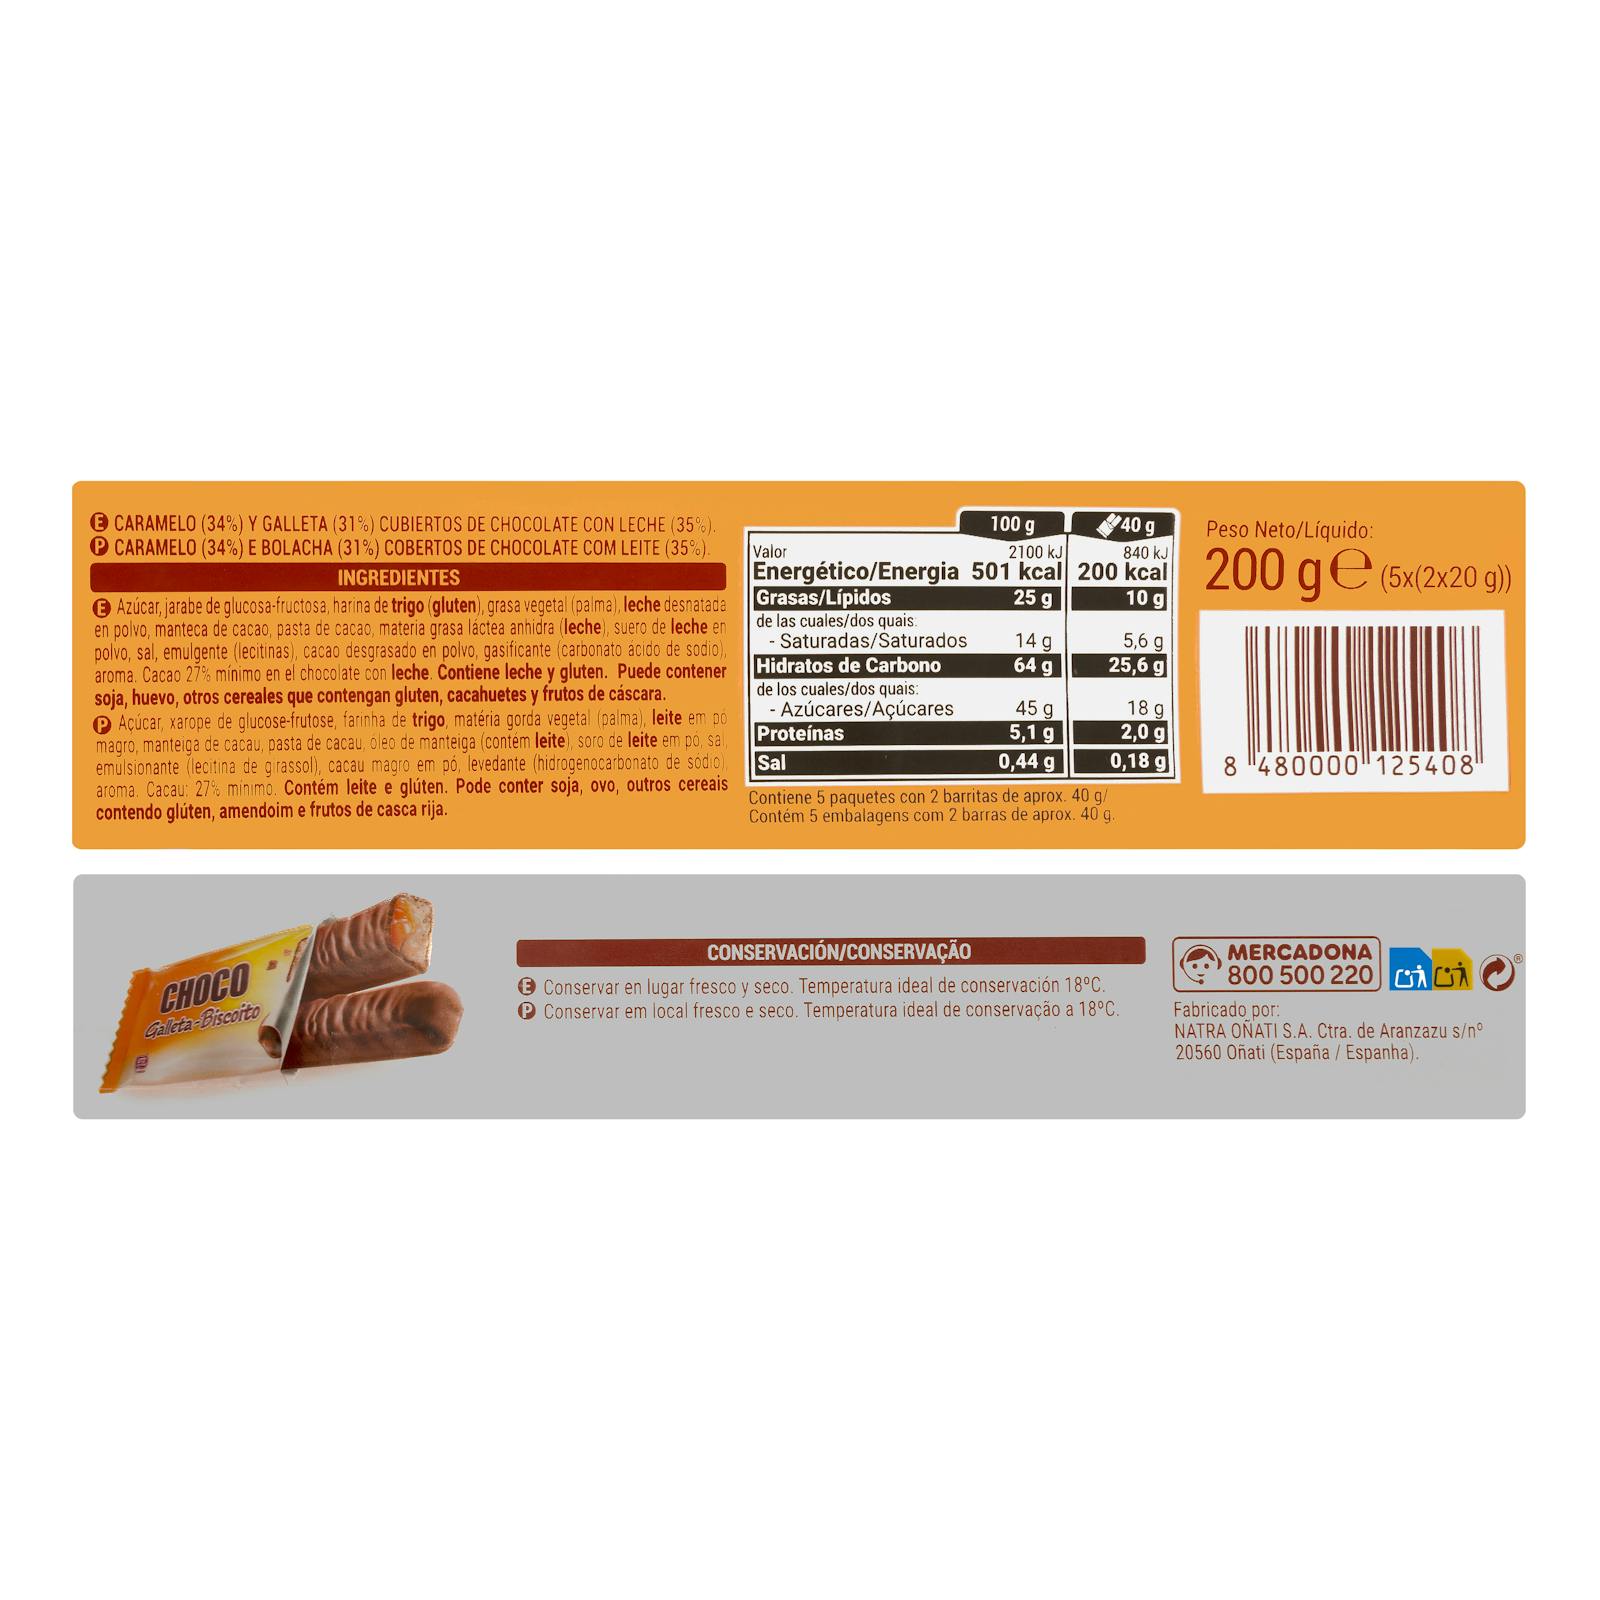 E CARAMELO (34%) Y GALLETA (31%) CUBIERTOS DE CHOCOLATE CON LECHE (35%).
P CARAMELO (34%) E BOLACHA (31%) COBERTOS DE CHOCOLATE COM LEITE (35%).
INGREDIENTES
E Azúcar, jarabe de glucosa-fructosa, harina de trigo (gluten), grasa vegetal (palma), leche desnatada
en polvo, manteca de cacao, pasta de cacao, materia grasa láctea anhidra (leche), suero de leche en
polvo, sal, emulgente (lecitinas), cacao desgrasado en polvo, gasificante (carbonato ácido de sodio),
aroma. Cacao 27% mínimo en el chocolate con leche. Contiene leche y gluten. Puede contener
soja, huevo, otros cereales que contengan gluten, cacahuetes y frutos de cáscara.
P Açúcar, xarope de glucose-frutose, farinha de trigo, matéria gorda vegetal (palma), leite em pó
magro, manteiga de cacau, pasta de cacau, óleo de manteiga (contém leite), soro de leite em pó, sal,
emulsionante (lecitina de girassol), cacau magro em pó, levedante (hidrogenocarbonato de sódio),
aroma. Cacau: 27% mínimo. Contém leite e glúten. Pode conter soja, ovo, outros cereais
contendo glúten, amendoim e frutos de casca rija.
100 g 40 g
Valor 2100 kJ 840 kJ
Energético/Energia 501 kcal 200 kcal
Grasas/Lípidos 25 g 10 g
de las cuales/dos quais:
- Saturadas/Saturados 14 g 5,6 g
Hidratos de Carbono 64 g 25,6 g
de los cuales/dos quais:
- Azúcares/Açúcares 45 g 18 g
Proteínas 5,1 g 2,0 g
Sal 0,44 g 0,18 g
Contiene 5 paquetes con 2 barritas de aprox. 40 g/
Contém 5 embalagens com 2 barras de aprox. 40 g.
Peso Neto/Líquido:
200 g e (5x(2x20 g))
8 480000 125408
CHOCO
Galleta-Biscoito
CONSERVACIÓN/CONSERVAÇÃO
E Conservar en lugar fresco y seco. Temperatura ideal de conservación 18ºC.
P Conservar em local fresco e seco. Temperatura ideal de conservação a 18ºC.
MERCADONA
800 500 220
Fabricado por:
NATRA OÑATI S.A. Ctra. de Aranzazu s/nº
20560 Oñati (España / Espanha).